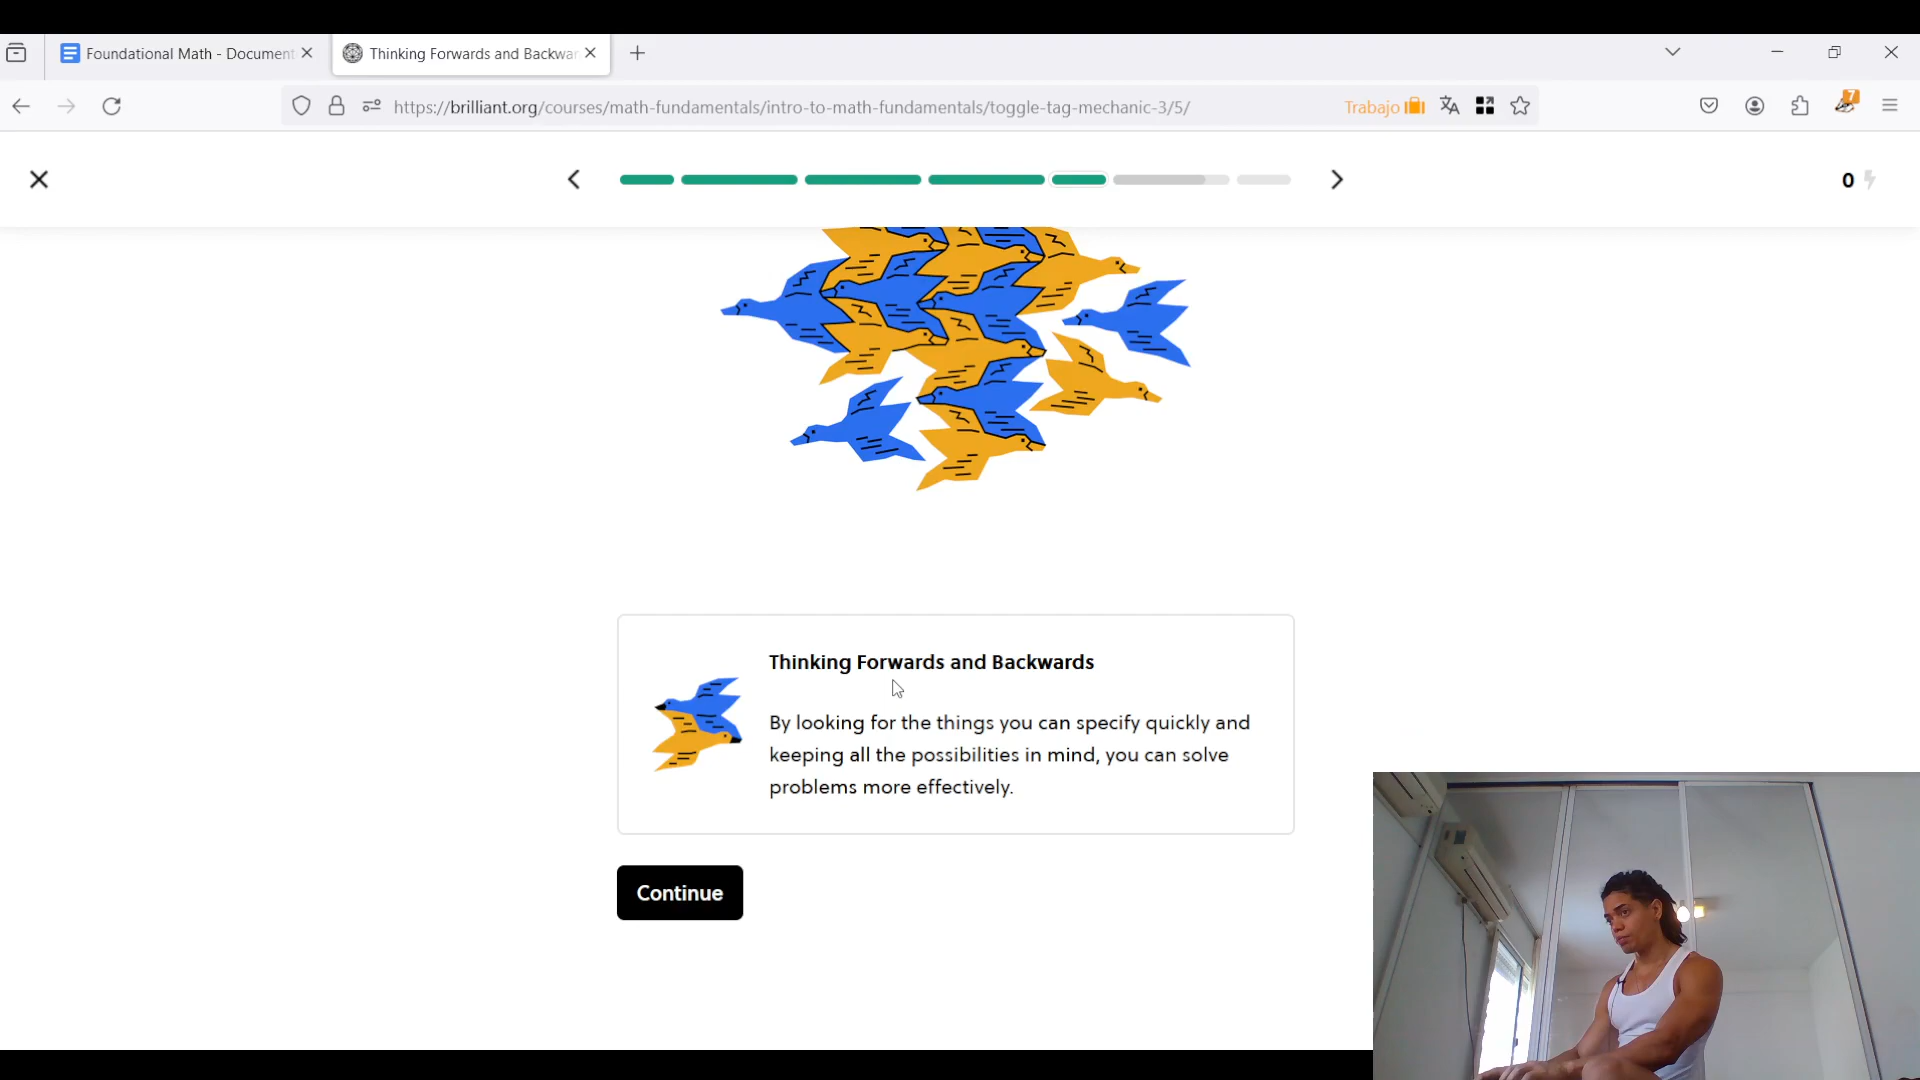 Foundational Math - Document
Thinking Forwards and Backwar
https://brilliant.org/courses/math-fundamentals/intro-to-math-fundamentals/toggle-tag-mechanic-3/5/
Trabajo
7
0
Thinking Forwards and Backwards
By looking for the things you can specify quickly and
keeping all the possibilities in mind, you can solve
problems more effectively.
Continue